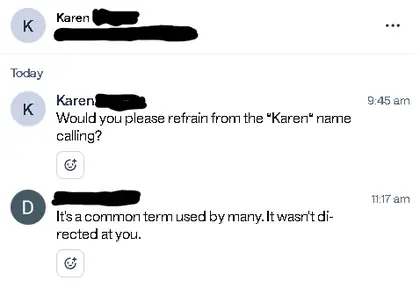 K
Karen
...
Today
K
Karen
9:45 am
Would you please refrain from the "Karen" name
calling?
D
11:17 am
It's a common term used by many. It wasn't di-
rected at you.